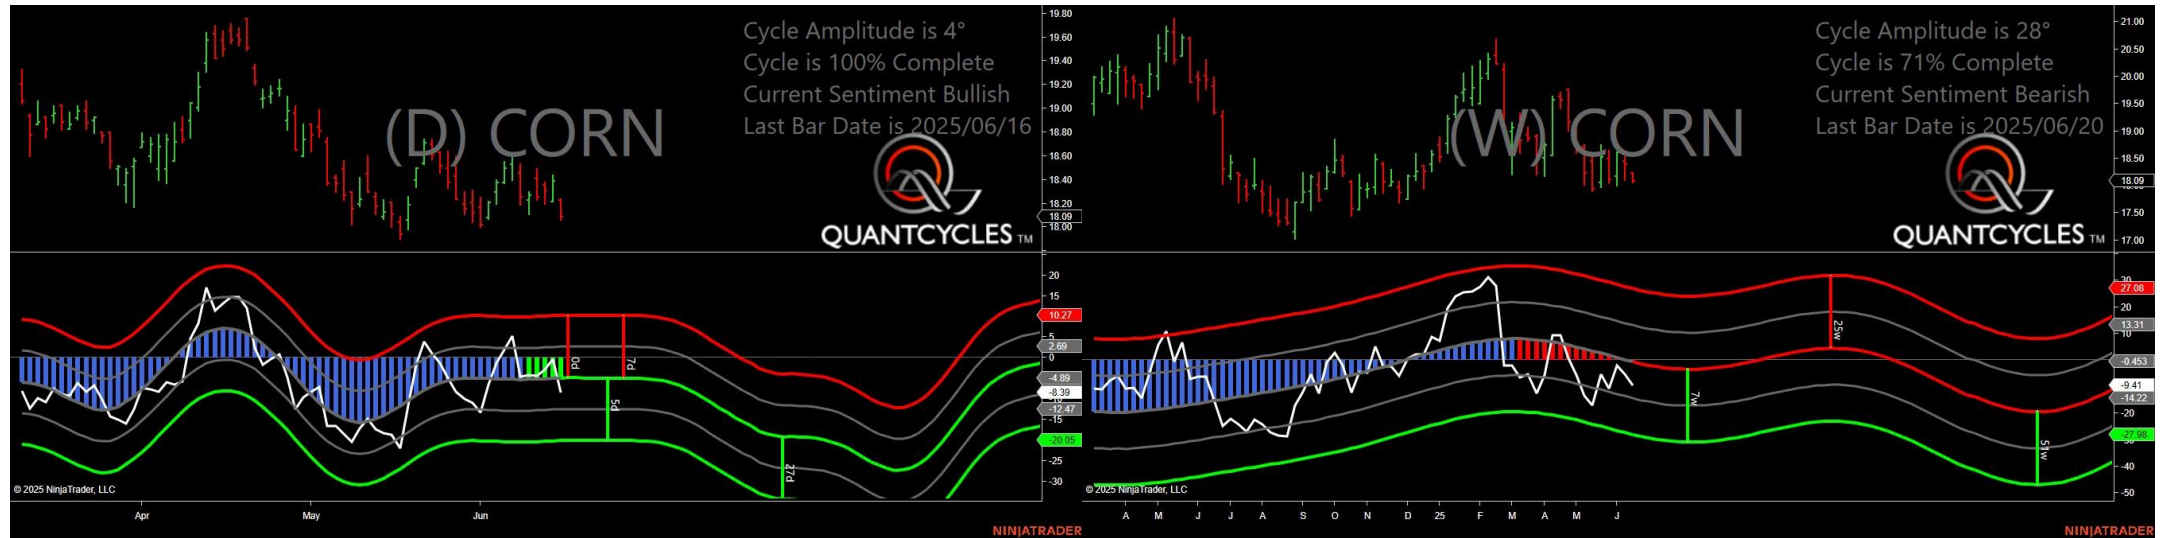 Cycle Amplitude is 4°
Cycle is 100% Complete
Current Sentiment Bullish
Last Bar Date is 2025/06/16
(D) CORN
QUANTCYCLES TM
19.80
19.60
19.40
19.20
19.00
18.80
18.60
18.40
18.20
18.09
18.00
20
15
10.27
5
2.69
0
-4.89
-8.39
-12.47
-15
-20.05
-25
-30
0d
7d
5d
27d
© 2025 NinjaTrader, LLC
Apr
May
Jun
NINJATRADER
Cycle Amplitude is 28°
Cycle is 71% Complete
Current Sentiment Bearish
Last Bar Date is 2025/06/20
(W) CORN
QUANTCYCLES TM
21.00
20.50
20.00
19.50
19.00
18.50
18.09
17.50
17.00
30
27.08
20
13.31
10
-0.453
-9.41
-14.22
-20
-27.98
-40
-50
25w
7w
51w
© 2025 NinjaTrader, LLC
A M J J A S O N D 25 F M A M J
NINJATRADER